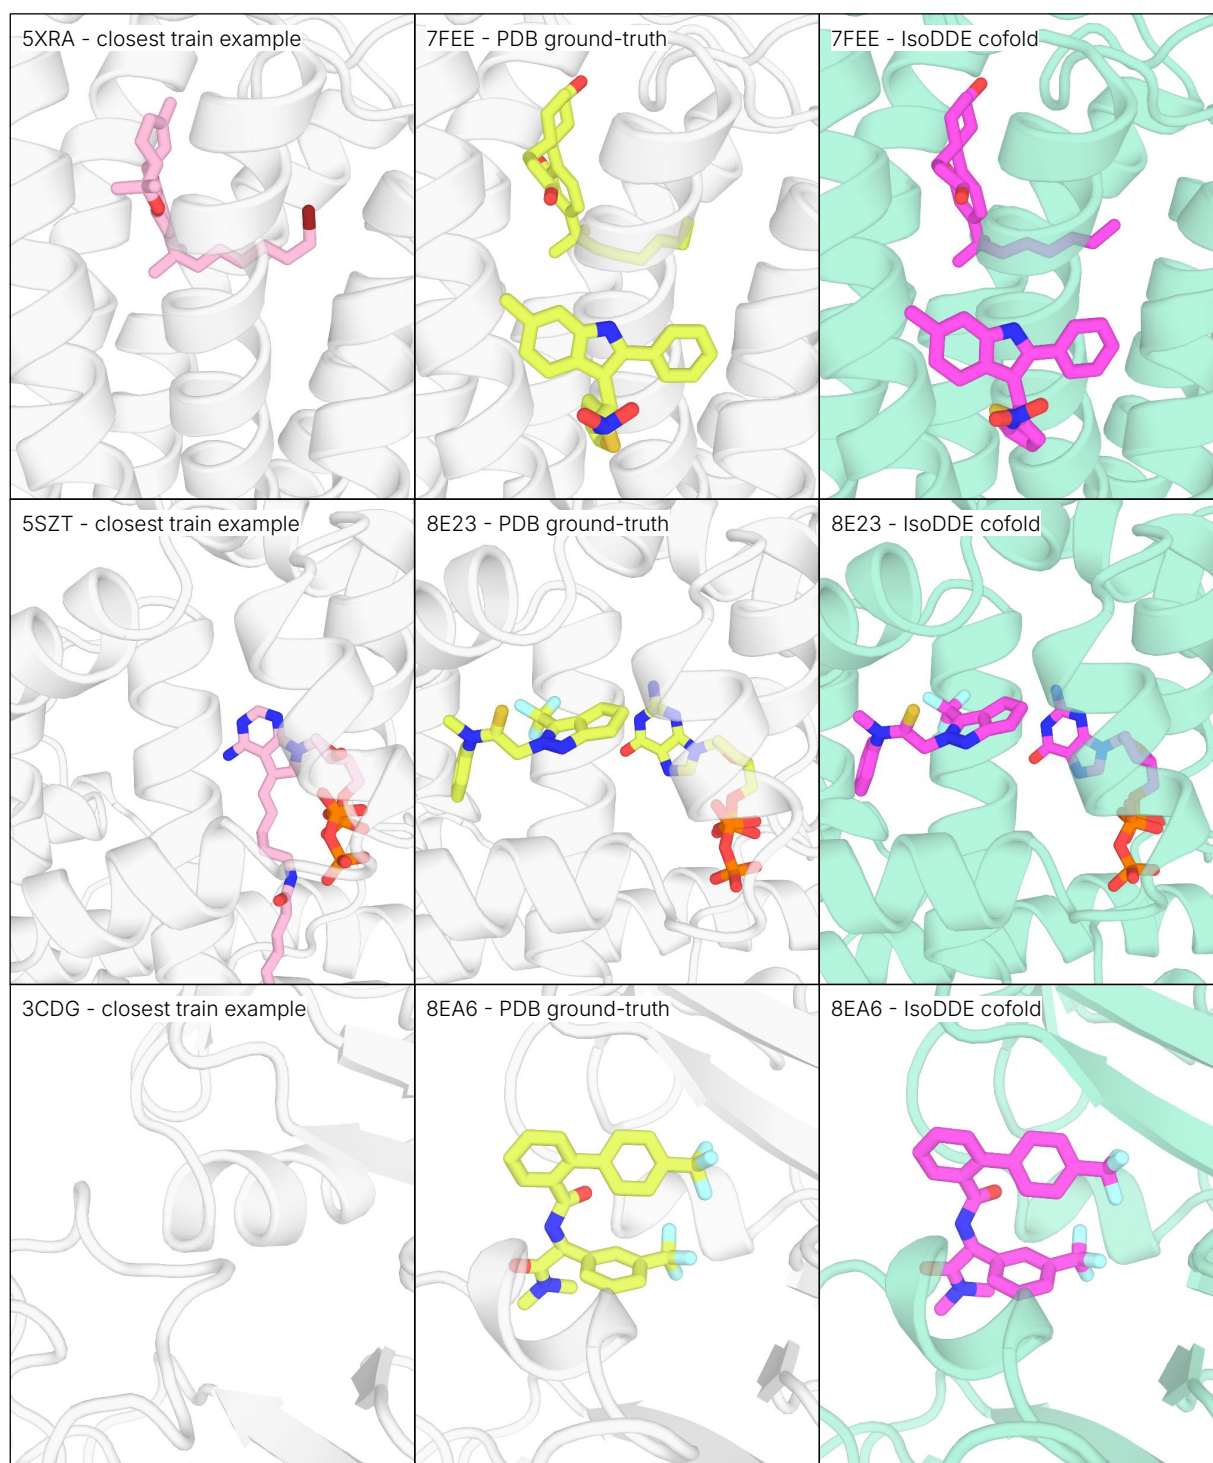 5XRA - closest train example
7FEE - PDB ground-truth
7FEE - IsoDDE cofold
5SZT - closest train example
8E23 - PDB ground-truth
8E23 - IsoDDE cofold
3CDG - closest train example
8EA6 - PDB ground-truth
8EA6 - IsoDDE cofold